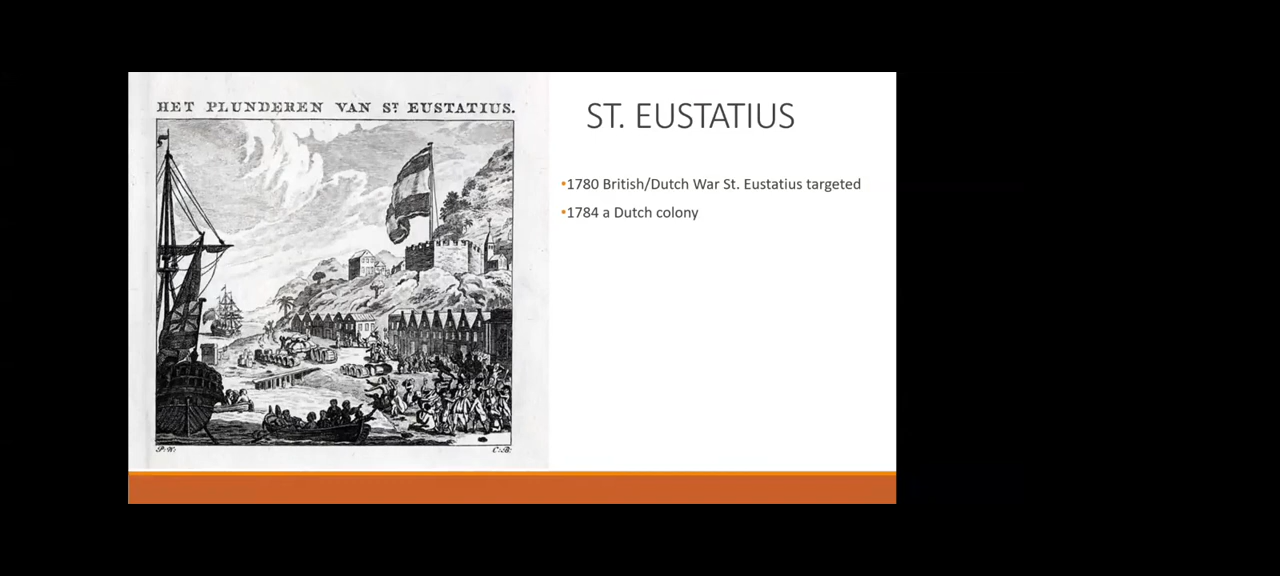 HET PLUNDEREN VAN ST EUSTATIUS.
P.W.
C.B.
ST. EUSTATIUS
•1780 British/Dutch War St. Eustatius targeted
•1784 a Dutch colony